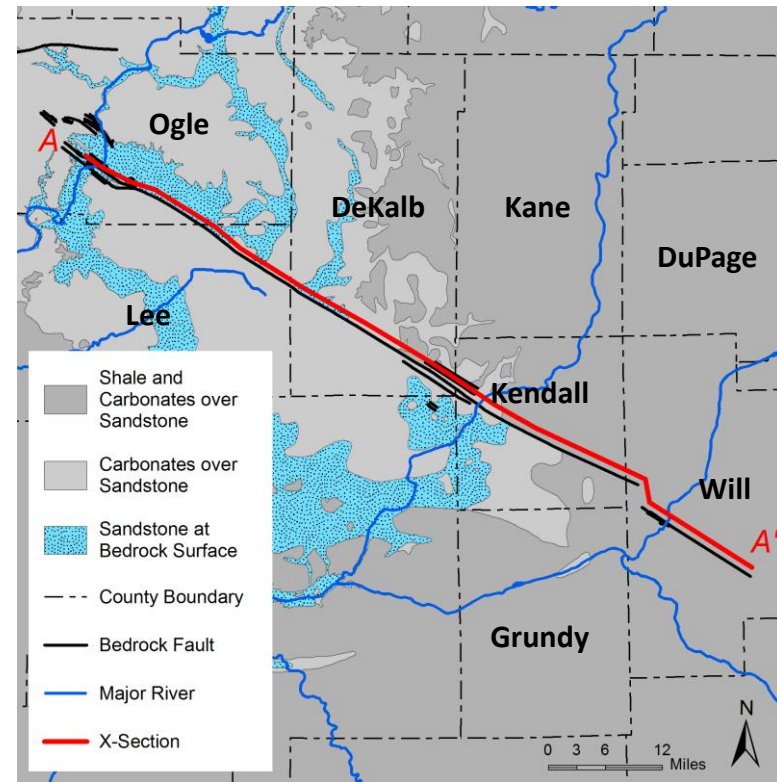 Ogle
A
DeKalb
Kane
DuPage
Lee
Kendall
Will
A'
Grundy
Shale and
Carbonates over
Sandstone
Carbonates over
Sandstone
Sandstone at
Bedrock Surface
County Boundary
Bedrock Fault
Major River
X-Section
N
0 3 6 12
Miles